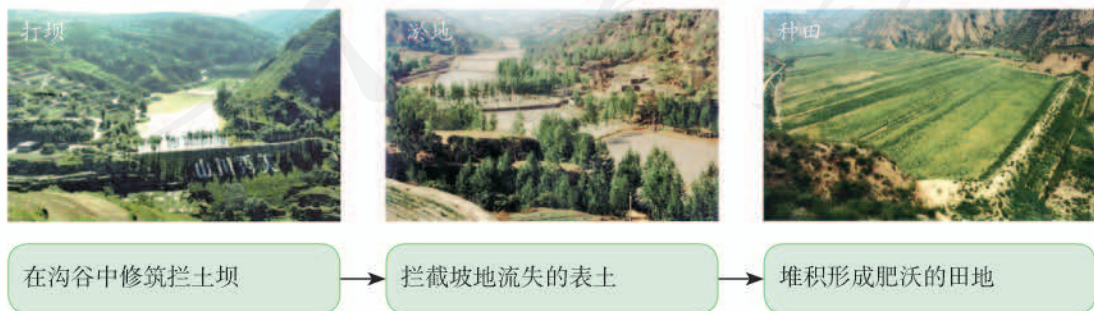 打坝
淤地
种田
在沟谷中修筑拦土坝
拦截坡地流失的表土
堆积形成肥沃的田地